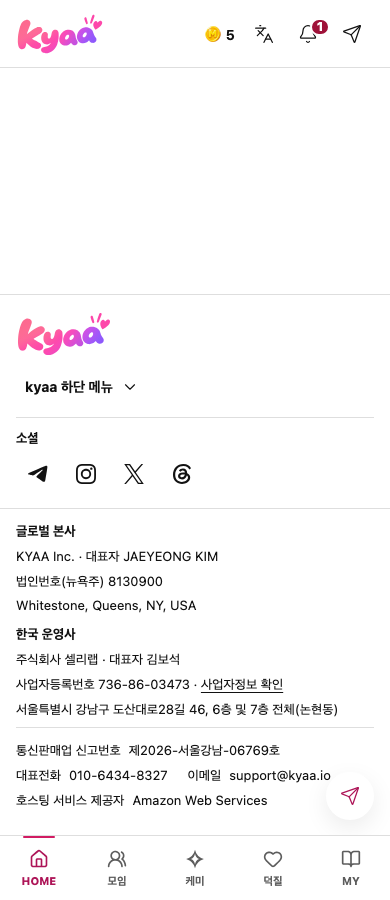 kyaa
5
1
kyaa
kyaa 하단 메뉴
소셜
글로벌 본사
KYAA Inc. · 대표자 JAEYEONG KIM
법인번호(뉴욕주) 8130900
Whitestone, Queens, NY, USA
한국 운영사
주식회사 셀리랩 · 대표자 김보석
사업자등록번호 736-86-03473 · 사업자정보 확인
서울특별시 강남구 도산대로28길 46, 6층 및 7층 전체(논현동)
통신판매업 신고번호 제2026-서울강남-06769호
대표전화 010-6434-8327 이메일 support@kyaa.io
호스팅 서비스 제공자 Amazon Web Services
HOME 모임 케미 덕질 MY